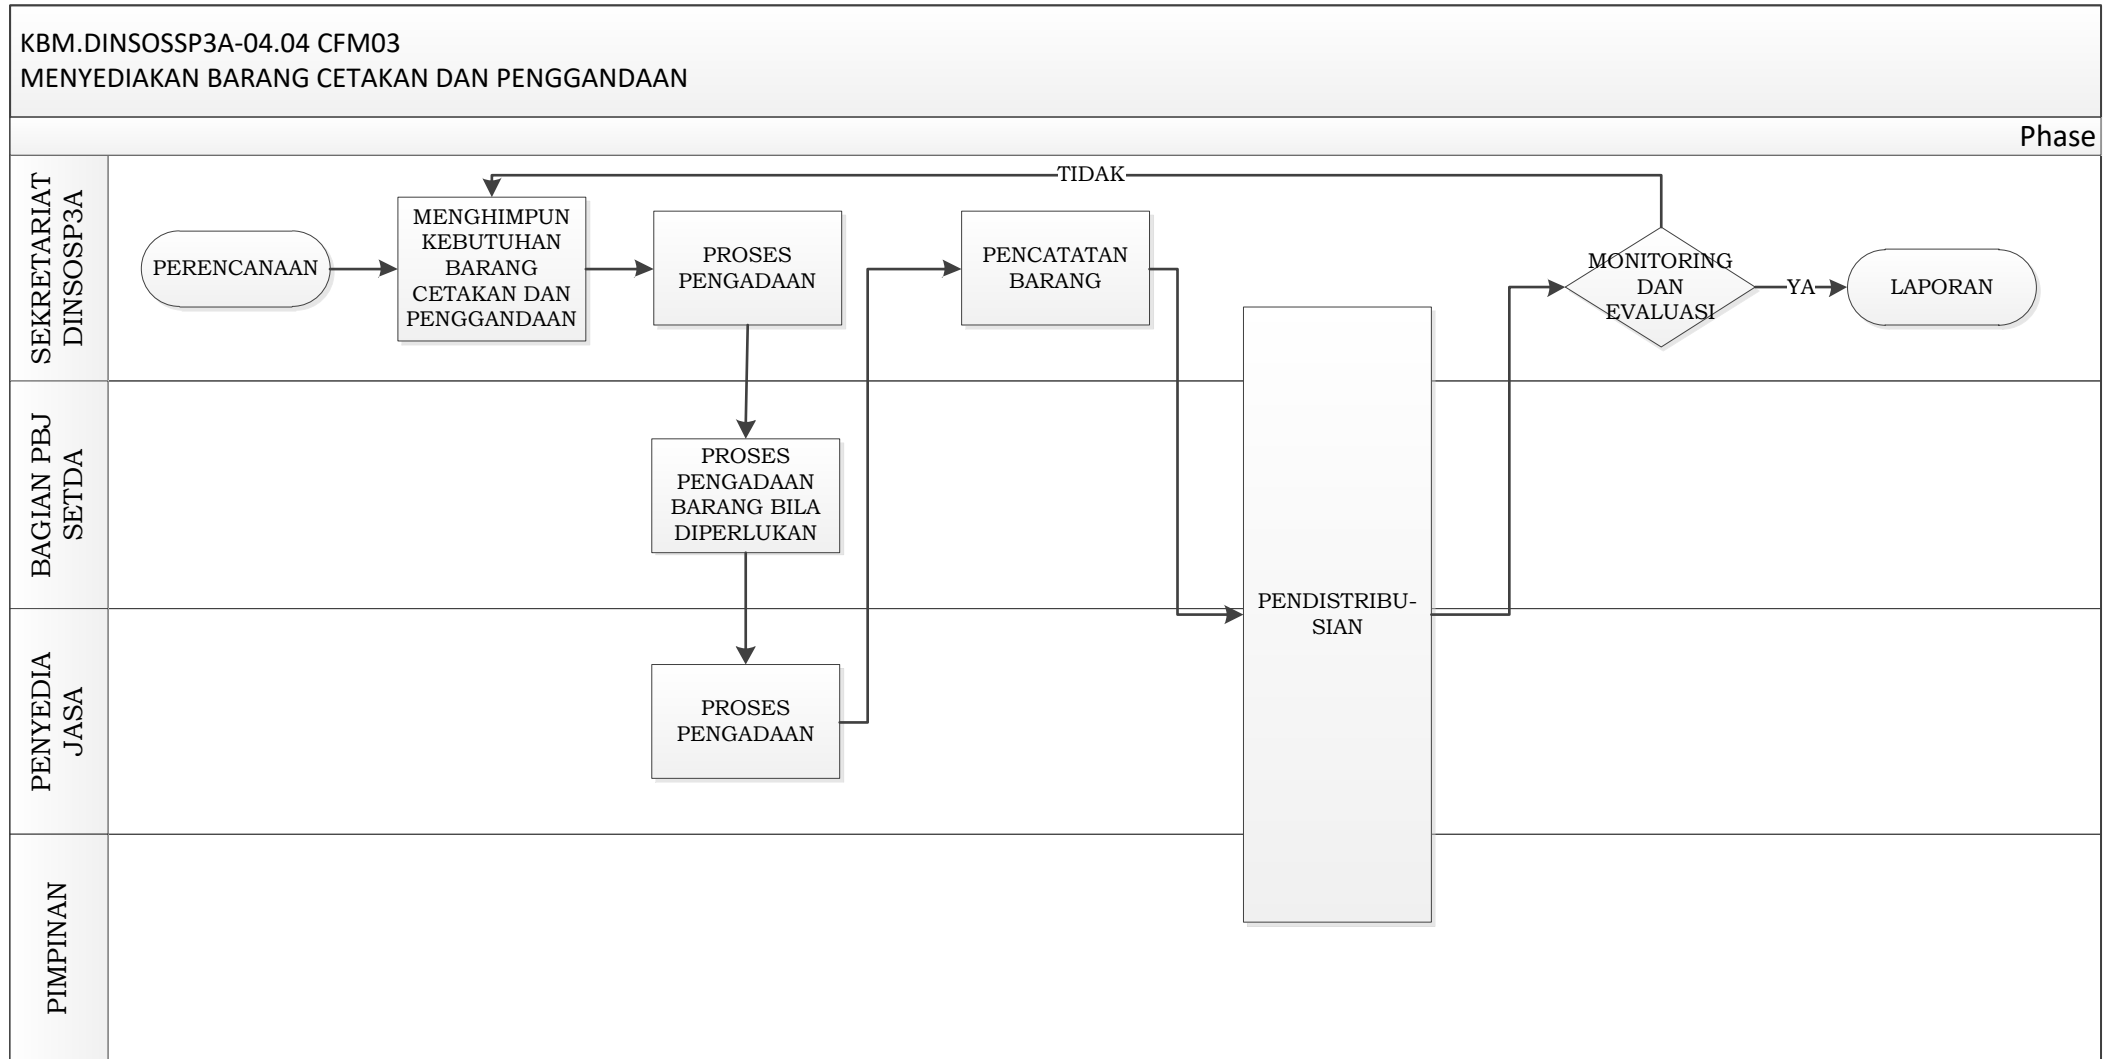 KBM.DINSOSSP3A-04.04 CFM03
MENYEDIAKAN BARANG CETAKAN DAN PENGGANDAAN
Phase
SEKRETARIAT
DINSOSP3A
PERENCANAAN
MENGHIMPUN
KEBUTUHAN
BARANG
CETAKAN DAN
PENGGANDAAN
PROSES
PENGADAAN
PENCATATAN
BARANG
TIDAK
MONITORING
DAN
EVALUASI
YA
LAPORAN
BAGIAN PBJ
SETDA
PROSES
PENGADAAN
BARANG BILA
DIPERLUKAN
PENDISTRIBU-
SIAN
PENYEDIA
JASA
PROSES
PENGADAAN
PIMPINAN